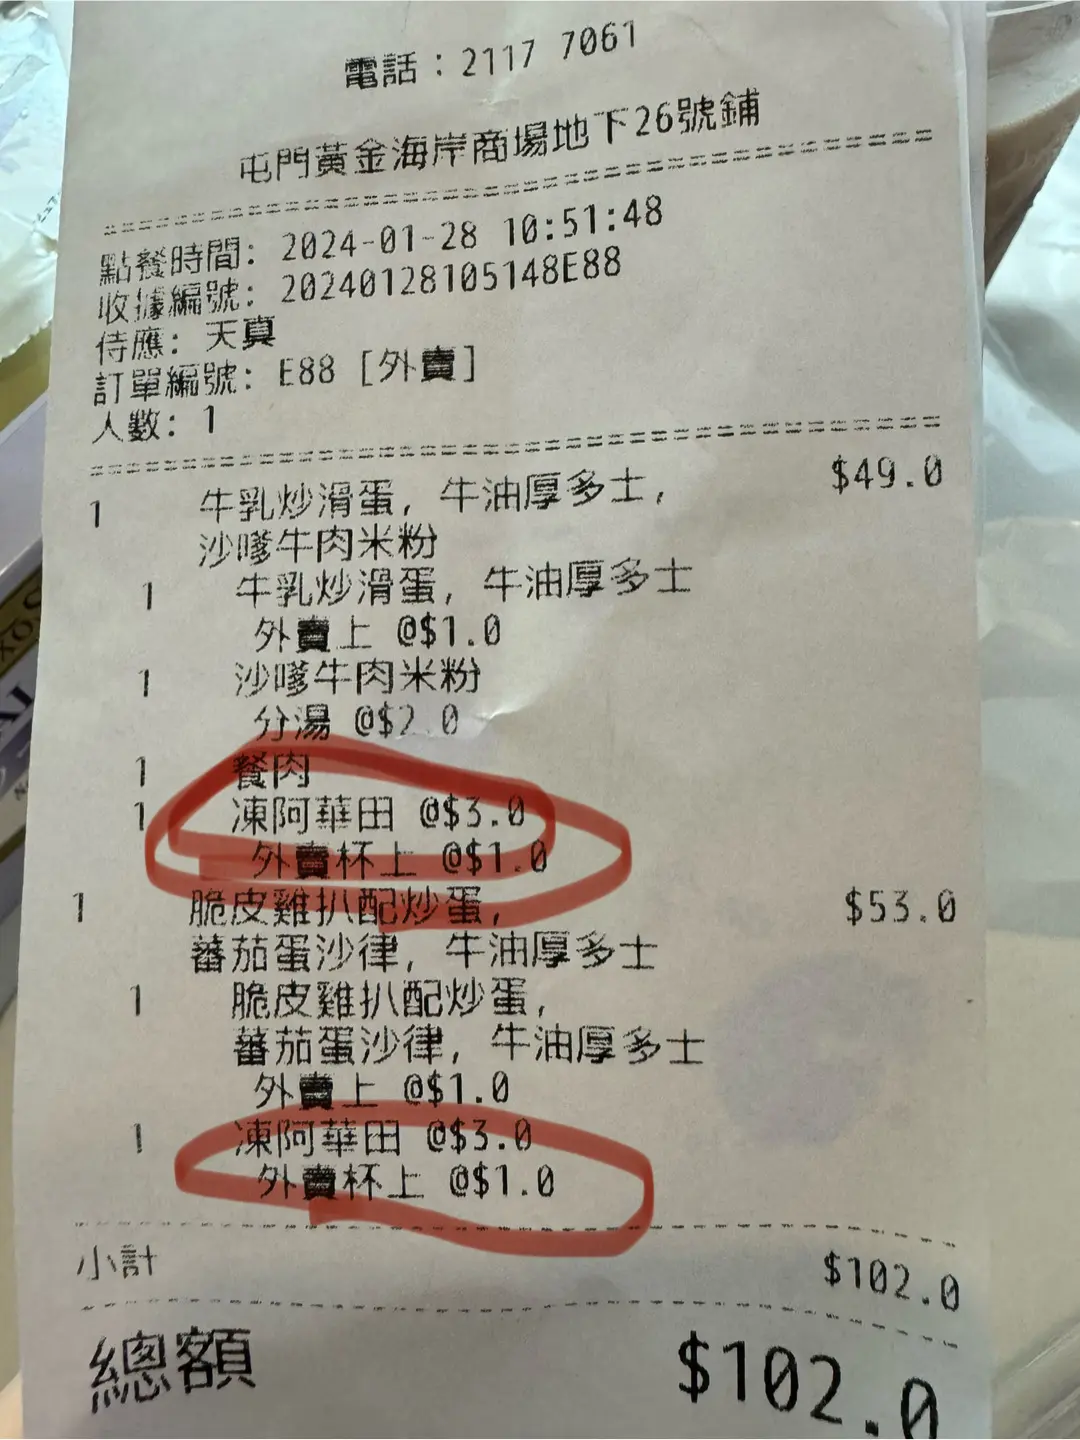 電話：2117 7061
屯門黃金海岸商場地下26號鋪
點餐時間: 2024-01-28 10:51:48
收據編號: 20240128105148E88
侍應: 天真
訂單編號: E88 [外賣]
人數: 1
1 牛乳炒滑蛋, 牛油厚多士, $49.0
沙嗲牛肉米粉
1 牛乳炒滑蛋, 牛油厚多士
外賣上 @$1.0
1 沙嗲牛肉米粉
分湯 @$2.0
1 餐肉
1 凍阿華田 @$3.0
外賣杯上 @$1.0
1 脆皮雞扒配炒蛋, $53.0
蕃茄蛋沙律, 牛油厚多士
1 脆皮雞扒配炒蛋,
蕃茄蛋沙律, 牛油厚多士
外賣上 @$1.0
1 凍阿華田 @$3.0
外賣杯上 @$1.0
小計 $102.0
總額 $102.0